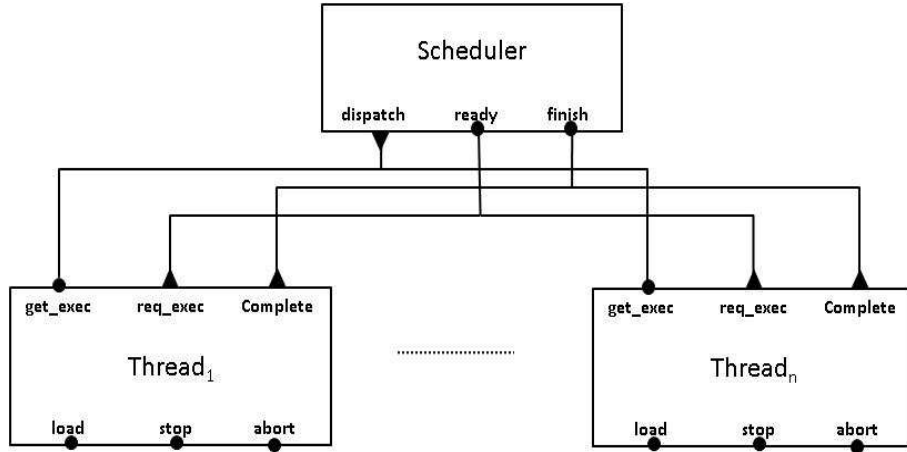 Scheduler
dispatch ready finish
get_exec req_exec Complete get_exec req_exec Complete
Thread1 Threadn
load stop abort load stop abort